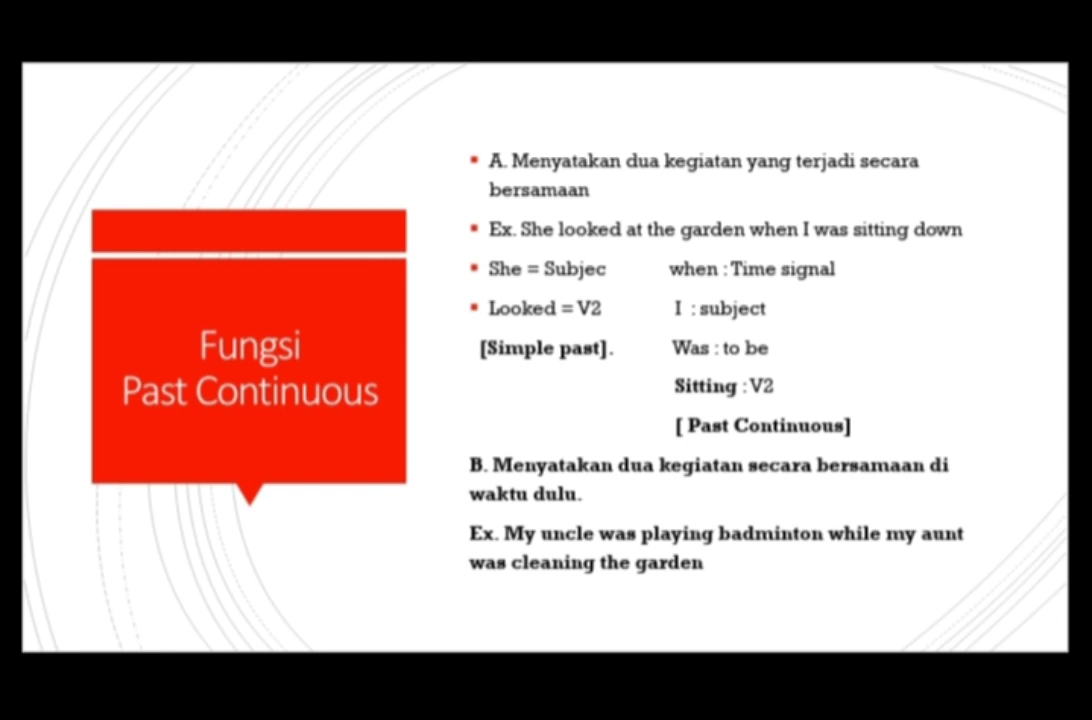 Fungsi
Past Continuous
A. Menyatakan dua kegiatan yang terjadi secara
bersamaan
Ex. She looked at the garden when I was sitting down
She = Subjec when : Time signal
Looked = V2 I : subject
[Simple past]. Was : to be
Sitting : V2
[ Past Continuous]
B. Menyatakan dua kegiatan secara bersamaan di
waktu dulu.
Ex. My uncle was playing badminton while my aunt
was cleaning the garden